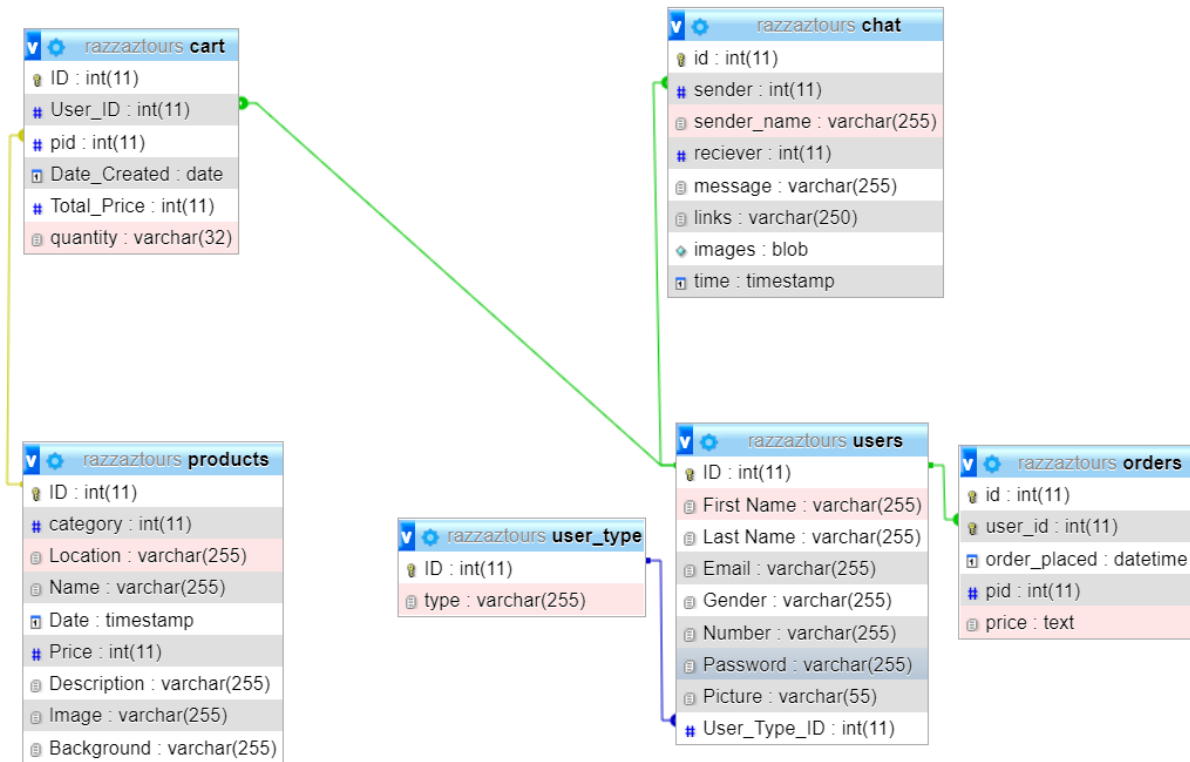 v razzaztours cart
ID : int(11)
# User_ID : int(11)
# pid : int(11)
Date_Created : date
# Total_Price : int(11)
quantity : varchar(32)
v razzaztours chat
id : int(11)
# sender : int(11)
sender_name : varchar(255)
# reciever : int(11)
message : varchar(255)
links : varchar(250)
images : blob
time : timestamp
v razzaztours products
ID : int(11)
# category : int(11)
Location : varchar(255)
Name : varchar(255)
Date : timestamp
# Price : int(11)
Description : varchar(255)
Image : varchar(255)
Background : varchar(255)
v razzaztours user_type
ID : int(11)
type : varchar(255)
v razzaztours users
ID : int(11)
First Name : varchar(255)
Last Name : varchar(255)
Email : varchar(255)
Gender : varchar(255)
Number : varchar(255)
Password : varchar(255)
Picture : varchar(55)
# User_Type_ID : int(11)
v razzaztours orders
id : int(11)
user_id : int(11)
order_placed : datetime
# pid : int(11)
price : text